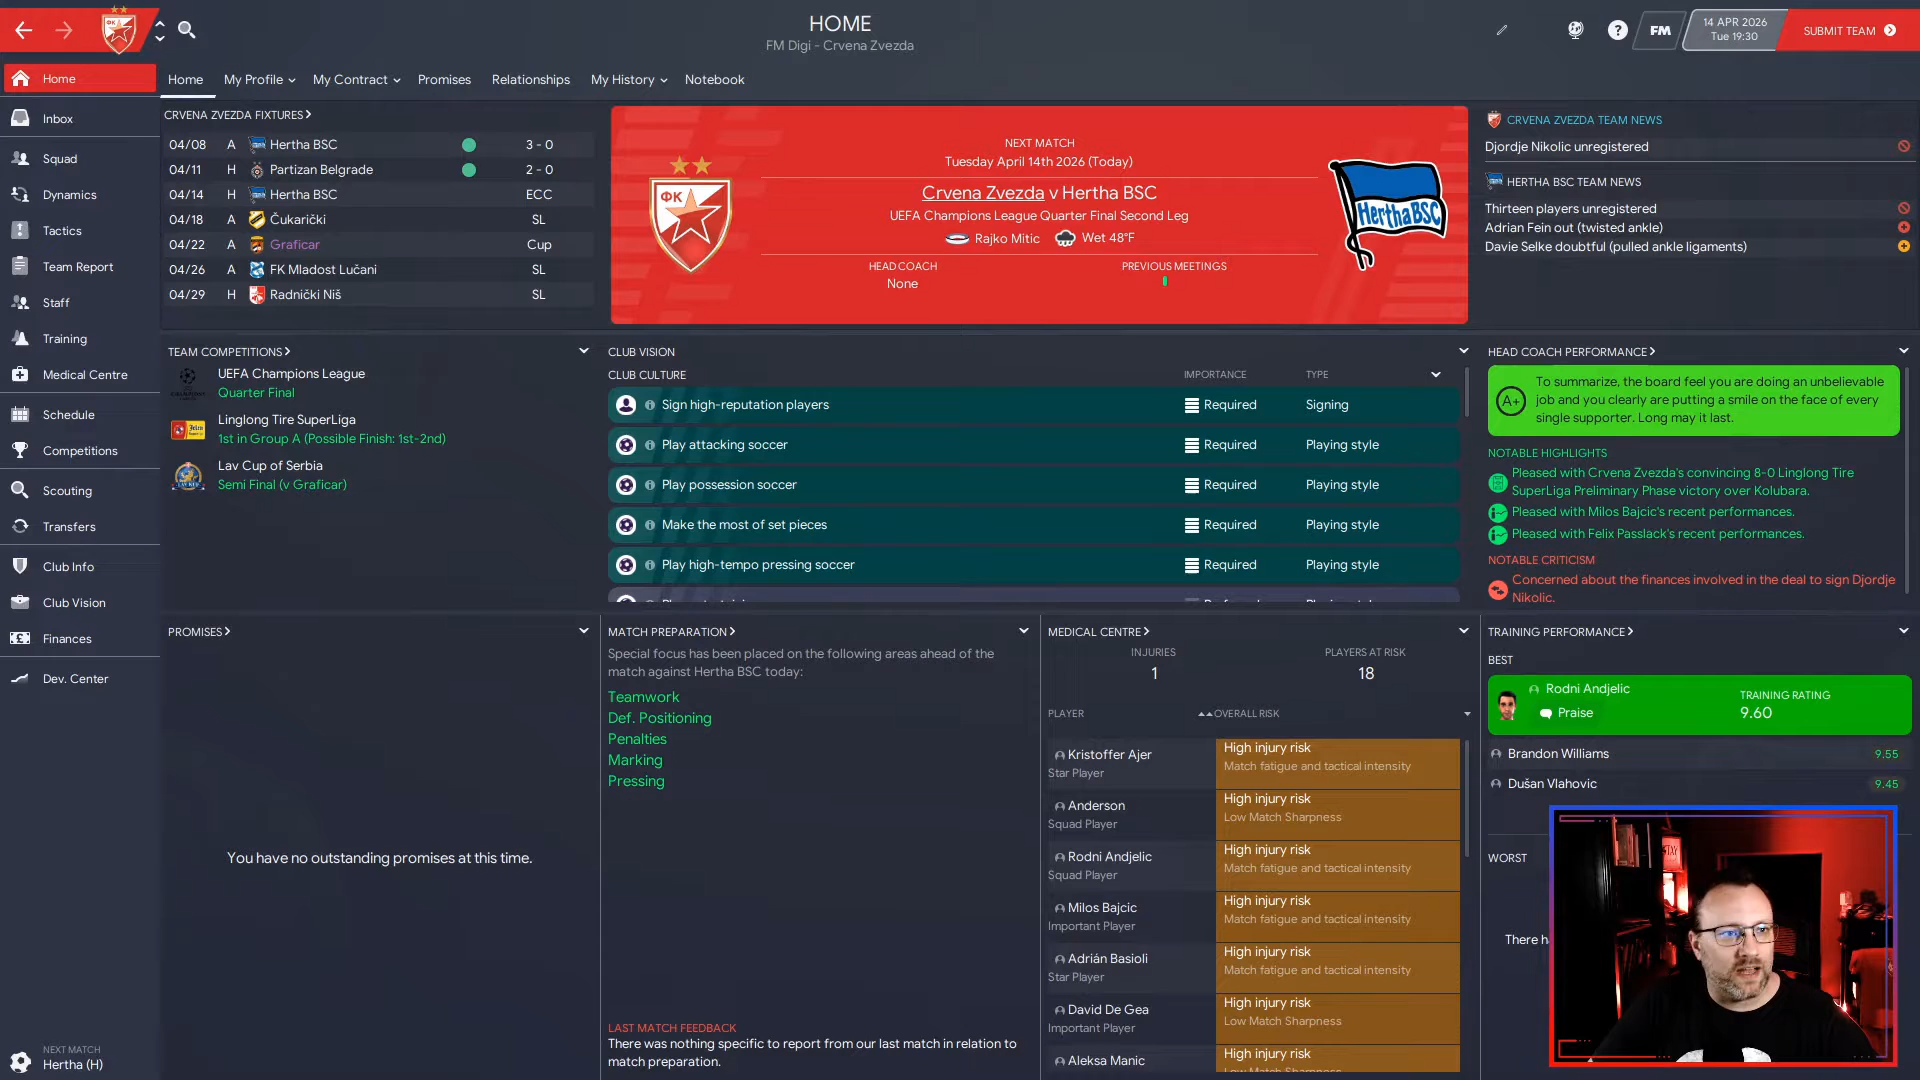 HOME
FM Digi - Crvena Zvezda
FM
14 APR 2026
Tue 19:30
SUBMIT TEAM
Home
Inbox
Squad
Dynamics
Tactics
Team Report
Staff
Training
Medical Centre
Schedule
Competitions
Scouting
Transfers
Club Info
Club Vision
Finances
Dev. Center
NEXT MATCH
Hertha (H)
Home
My Profile
My Contract
Promises
Relationships
My History
Notebook
CRVENA ZVEZDA FIXTURES
04/08 A Hertha BSC 3 - 0
04/11 H Partizan Belgrade 2 - 0
04/14 H Hertha BSC ECC
04/18 A Čukarički SL
04/22 A Graficar Cup
04/26 A FK Mladost Lučani SL
04/29 H Radnički Niš SL
NEXT MATCH
Tuesday April 14th 2026 (Today)
Crvena Zvezda v Hertha BSC
UEFA Champions League Quarter Final Second Leg
Rajko Mitic Wet 48°F
HEAD COACH
None
PREVIOUS MEETINGS
ФК
Hertha BSC
CRVENA ZVEZDA TEAM NEWS
Djordje Nikolic unregistered
HERTHA BSC TEAM NEWS
Thirteen players unregistered
Adrian Fein out (twisted ankle)
Davie Selke doubtful (pulled ankle ligaments)
TEAM COMPETITIONS
UEFA Champions League
Quarter Final
Linglong Tire SuperLiga
1st in Group A (Possible Finish: 1st-2nd)
Lav Cup of Serbia
Semi Final (v Graficar)
CLUB VISION
CLUB CULTURE IMPORTANCE TYPE
Sign high-reputation players Required Signing
Play attacking soccer Required Playing style
Play possession soccer Required Playing style
Make the most of set pieces Required Playing style
Play high-tempo pressing soccer Required Playing style
HEAD COACH PERFORMANCE
A+
To summarize, the board feel you are doing an unbelievable
job and you clearly are putting a smile on the face of every
single supporter. Long may it last.
NOTABLE HIGHLIGHTS
Pleased with Crvena Zvezda's convincing 8-0 Linglong Tire
SuperLiga Preliminary Phase victory over Kolubara.
Pleased with Milos Bajcic's recent performances.
Pleased with Felix Passlack's recent performances.
NOTABLE CRITICISM
Concerned about the finances involved in the deal to sign Djordje
Nikolic.
PROMISES
You have no outstanding promises at this time.
MATCH PREPARATION
Special focus has been placed on the following areas ahead of the
match against Hertha BSC today:
Teamwork
Def. Positioning
Penalties
Marking
Pressing
LAST MATCH FEEDBACK
There was nothing specific to report from our last match in relation to
match preparation.
MEDICAL CENTRE
INJURIES
1
PLAYERS AT RISK
18
PLAYER OVERALL RISK
Kristoffer Ajer High injury risk
Star Player Match fatigue and tactical intensity
Anderson High injury risk
Squad Player Low Match Sharpness
Rodni Andjelic High injury risk
Squad Player Match fatigue and tactical intensity
Milos Bajcic High injury risk
Important Player Match fatigue and tactical intensity
Adrián Basioli High injury risk
Star Player Match fatigue and tactical intensity
David De Gea High injury risk
Important Player Low Match Sharpness
Aleksa Manic High injury risk
Low Match Sharpness
TRAINING PERFORMANCE
BEST
Rodni Andjelic
Praise
TRAINING RATING
9.60
Brandon Williams 9.55
Dušan Vlahovic 9.45
WORST
There h